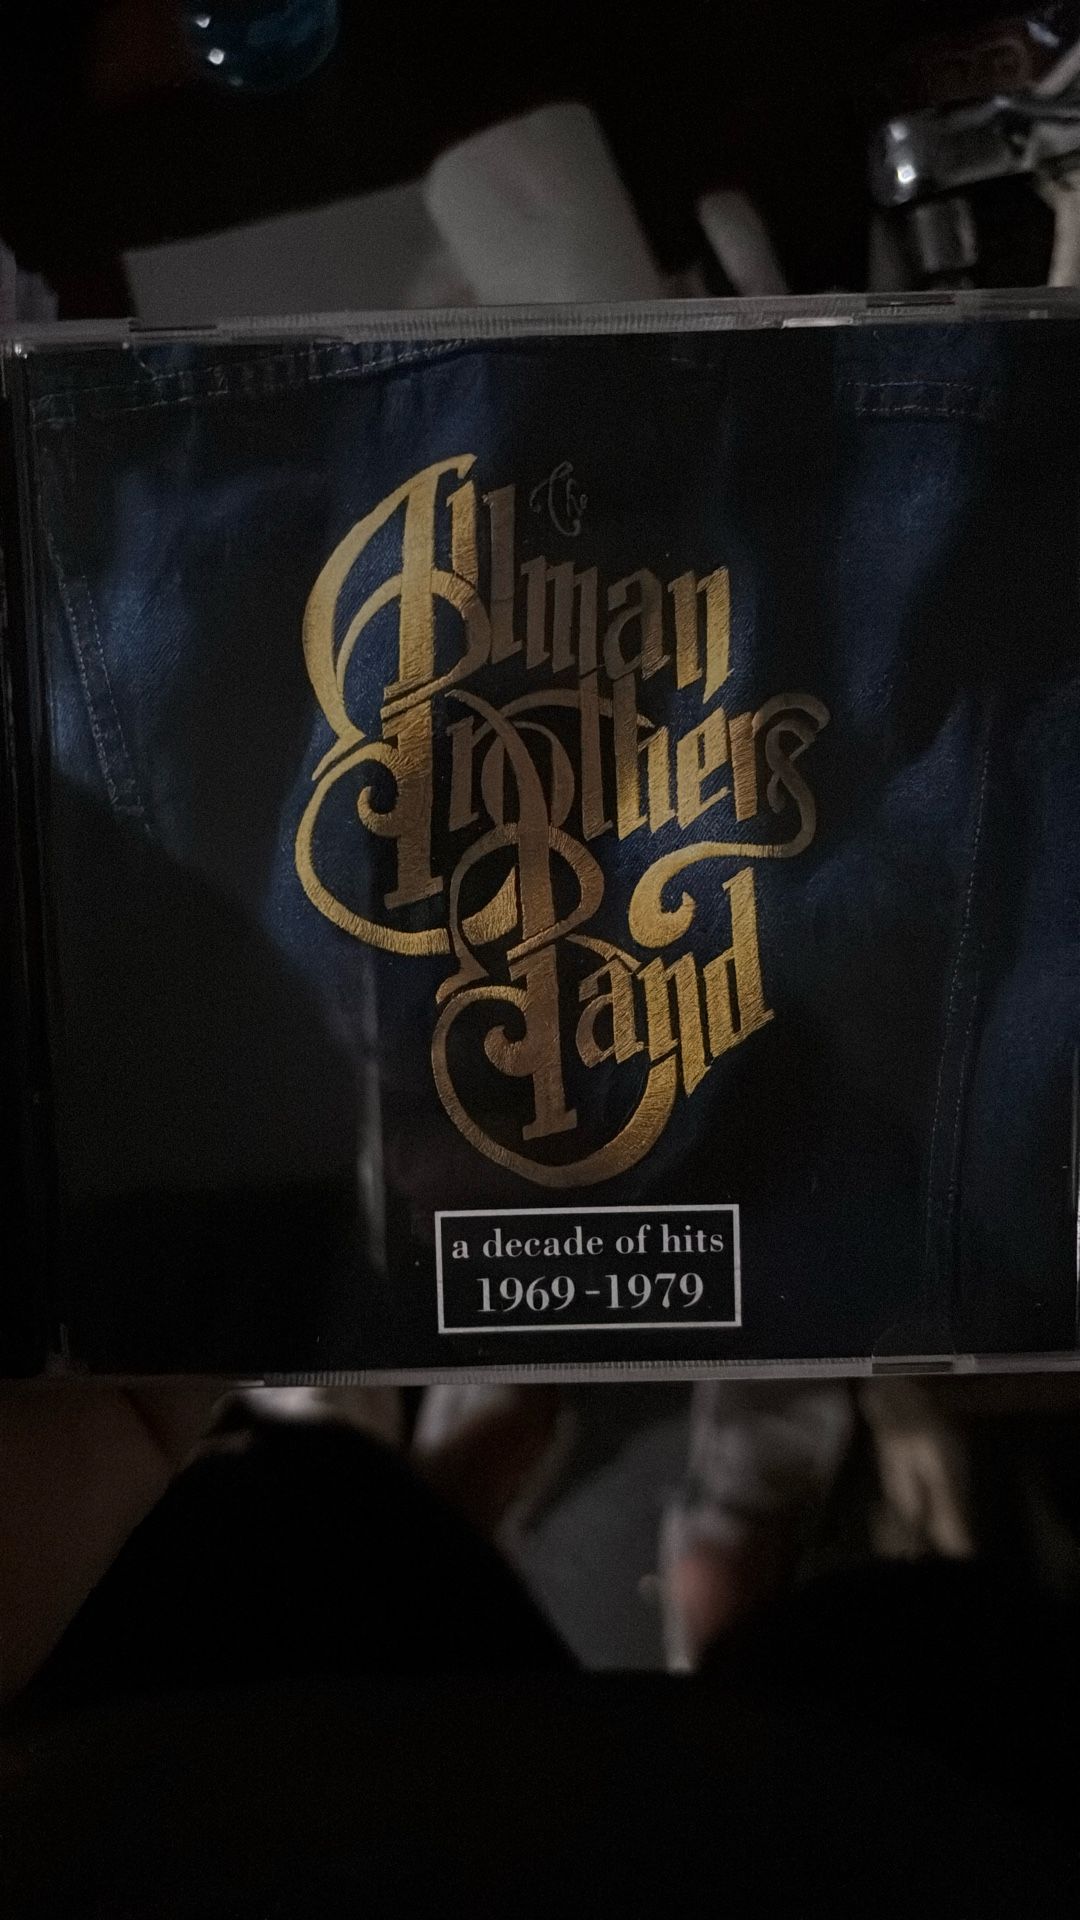 The
Allman
Brothers
Band
a decade of hits
1969-1979